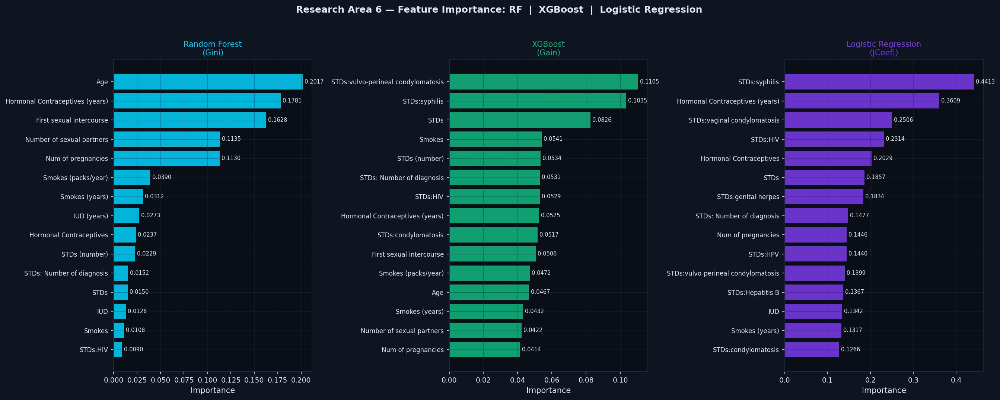 Research Area 6 — Feature Importance: RF | XGBoost | Logistic Regression
Random Forest
(Gini)
Age 0.2017
Hormonal Contraceptives (years) 0.1781
First sexual intercourse 0.1628
Number of sexual partners 0.1135
Num of pregnancies 0.1130
Smokes (packs/year) 0.0390
Smokes (years) 0.0312
IUD (years) 0.0273
Hormonal Contraceptives 0.0237
STDs (number) 0.0229
STDs: Number of diagnosis 0.0152
STDs 0.0150
IUD 0.0128
Smokes 0.0108
STDs:HIV 0.0090
0.000 0.025 0.050 0.075 0.100 0.125 0.150 0.175 0.200
Importance
XGBoost
(Gain)
STDs:vulvo-perineal condylomatosis 0.1105
STDs:syphilis 0.1035
STDs 0.0826
Smokes 0.0541
STDs (number) 0.0534
STDs: Number of diagnosis 0.0531
STDs:HIV 0.0529
Hormonal Contraceptives (years) 0.0525
STDs:condylomatosis 0.0517
First sexual intercourse 0.0506
Smokes (packs/year) 0.0472
Age 0.0467
Smokes (years) 0.0432
Number of sexual partners 0.0422
Num of pregnancies 0.0414
0.00 0.02 0.04 0.06 0.08 0.10
Importance
Logistic Regression
(|Coef|)
STDs:syphilis 0.4413
Hormonal Contraceptives (years) 0.3609
STDs:vaginal condylomatosis 0.2506
STDs:HIV 0.2314
Hormonal Contraceptives 0.2029
STDs 0.1857
STDs:genital herpes 0.1834
STDs: Number of diagnosis 0.1477
Num of pregnancies 0.1446
STDs:HPV 0.1440
STDs:vulvo-perineal condylomatosis 0.1399
STDs:Hepatitis B 0.1367
IUD 0.1342
Smokes (years) 0.1317
STDs:condylomatosis 0.1266
0.0 0.1 0.2 0.3 0.4
Importance